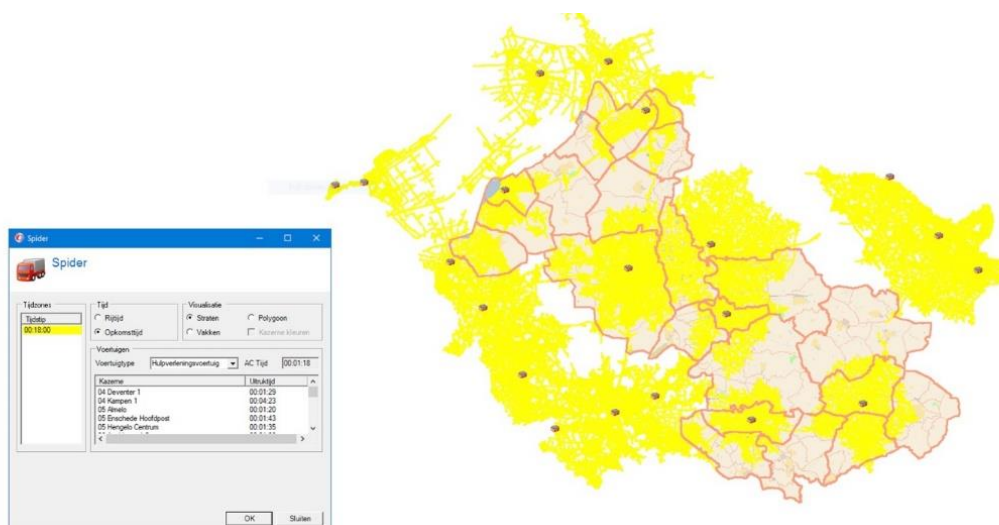 Spider
Spider
Tijdzones
Tijdstip
00:18:00
Tijd
Rijtijd
Opkomsttijd
Visualisatie
Straten
Polygoon
Vakken
Kazerne kleuren
Voertuigen
Voertuigtype
Hulpverleningsvoertuig
AC Tijd
00:01:18
Kazerne Uitruktijd
04 Deventer 1 00:01:29
04 Kampen 1 00:04:23
05 Almelo 00:01:20
05 Enschede Hoofdpost 00:01:43
05 Hengelo Centrum 00:01:35
OK
Sluiten